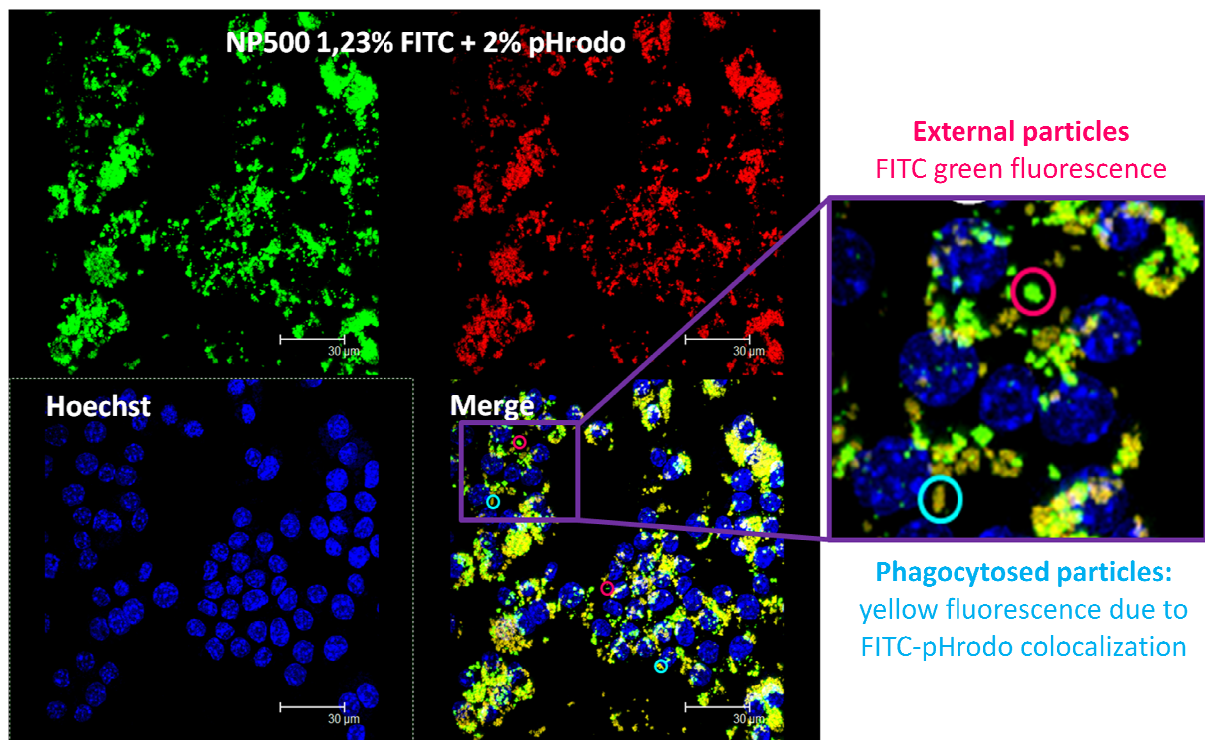 NP500 1,23% FITC + 2% pHrodo
30 µm
30 µm
Hoechst
Merge
30 µm
30 µm
External particles
FITC green fluorescence
Phagocytosed particles:
yellow fluorescence due to
FITC-pHrodo colocalization